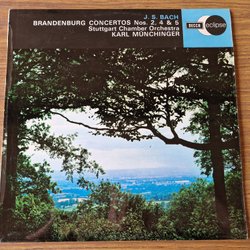 J. S. BACH
BRANDENBURG CONCERTOS Nos. 2, 4 & 5
Stuttgart Chamber Orchestra
KARL MÜNCHINGER
DECCA
eclipse